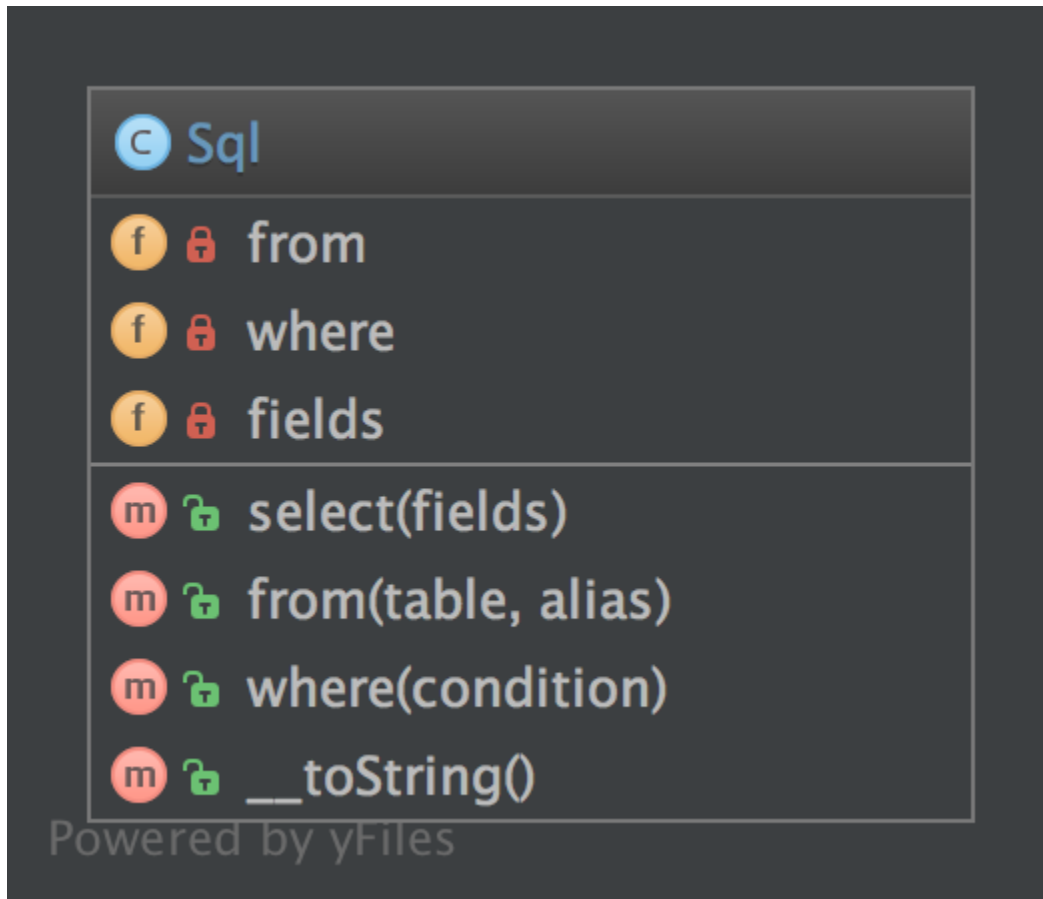 C Sql
f from
f where
f fields
m select(fields)
m from(table, alias)
m where(condition)
m __toString()
Powered by yFiles